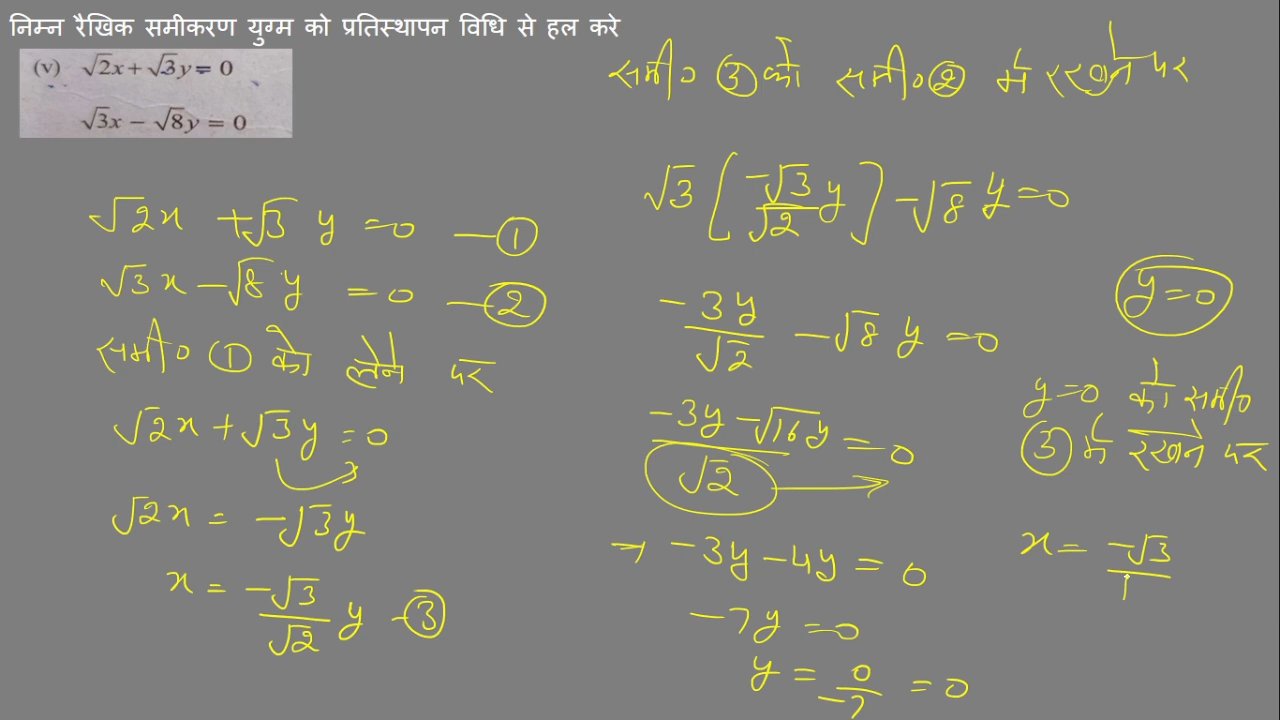 निम्न रैखिक समीकरण युग्म को प्रतिस्थापन विधि से हल करे
(v) √2x + √3y = 0
√3x − √8y = 0
√2x + √3 y = 0 — ①
√3x − √8 y = 0 — ②
समी० ① को लेने पर
√2x + √3y = 0
√2x = −√3y
x = −√3/√2 y − ③
समी० ③ को समी० ② में रखने पर
√3 [−√3/√2 y] − √8 y = 0
−3y/√2 − √8 y = 0
−3y − √16y/√2 = 0
→ −3y − 4y = 0
−7y = 0
y = 0/−7 = 0
y = 0
y = 0 को समी०
③ में रखने पर
x = −√3